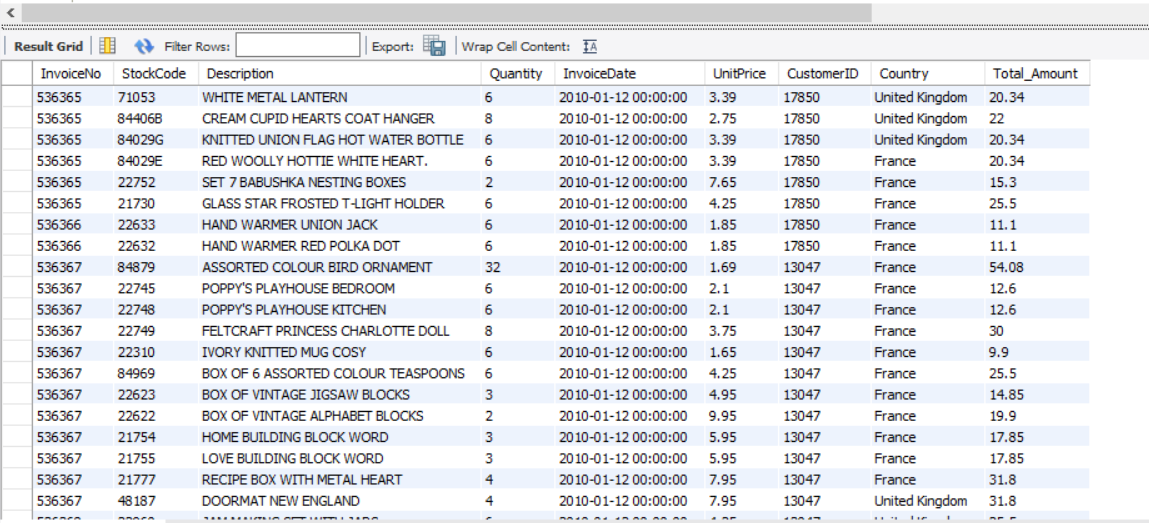 Result Grid Filter Rows: Export: Wrap Cell Content: IA
InvoiceNo StockCode Description Quantity InvoiceDate UnitPrice CustomerID Country Total_Amount
536365 71053 WHITE METAL LANTERN 6 2010-01-12 00:00:00 3.39 17850 United Kingdom 20.34
536365 84406B CREAM CUPID HEARTS COAT HANGER 8 2010-01-12 00:00:00 2.75 17850 United Kingdom 22
536365 84029G KNITTED UNION FLAG HOT WATER BOTTLE 6 2010-01-12 00:00:00 3.39 17850 United Kingdom 20.34
536365 84029E RED WOOLLY HOTTIE WHITE HEART. 6 2010-01-12 00:00:00 3.39 17850 France 20.34
536365 22752 SET 7 BABUSHKA NESTING BOXES 2 2010-01-12 00:00:00 7.65 17850 France 15.3
536365 21730 GLASS STAR FROSTED T-LIGHT HOLDER 6 2010-01-12 00:00:00 4.25 17850 France 25.5
536366 22633 HAND WARMER UNION JACK 6 2010-01-12 00:00:00 1.85 17850 France 11.1
536366 22632 HAND WARMER RED POLKA DOT 6 2010-01-12 00:00:00 1.85 17850 France 11.1
536367 84879 ASSORTED COLOUR BIRD ORNAMENT 32 2010-01-12 00:00:00 1.69 13047 France 54.08
536367 22745 POPPY'S PLAYHOUSE BEDROOM 6 2010-01-12 00:00:00 2.1 13047 France 12.6
536367 22748 POPPY'S PLAYHOUSE KITCHEN 6 2010-01-12 00:00:00 2.1 13047 France 12.6
536367 22749 FELTCRAFT PRINCESS CHARLOTTE DOLL 8 2010-01-12 00:00:00 3.75 13047 France 30
536367 22310 IVORY KNITTED MUG COSY 6 2010-01-12 00:00:00 1.65 13047 France 9.9
536367 84969 BOX OF 6 ASSORTED COLOUR TEASPOONS 6 2010-01-12 00:00:00 4.25 13047 France 25.5
536367 22623 BOX OF VINTAGE JIGSAW BLOCKS 3 2010-01-12 00:00:00 4.95 13047 France 14.85
536367 22622 BOX OF VINTAGE ALPHABET BLOCKS 2 2010-01-12 00:00:00 9.95 13047 France 19.9
536367 21754 HOME BUILDING BLOCK WORD 3 2010-01-12 00:00:00 5.95 13047 France 17.85
536367 21755 LOVE BUILDING BLOCK WORD 3 2010-01-12 00:00:00 5.95 13047 France 17.85
536367 21777 RECIPE BOX WITH METAL HEART 4 2010-01-12 00:00:00 7.95 13047 France 31.8
536367 48187 DOORMAT NEW ENGLAND 4 2010-01-12 00:00:00 7.95 13047 United Kingdom 31.8